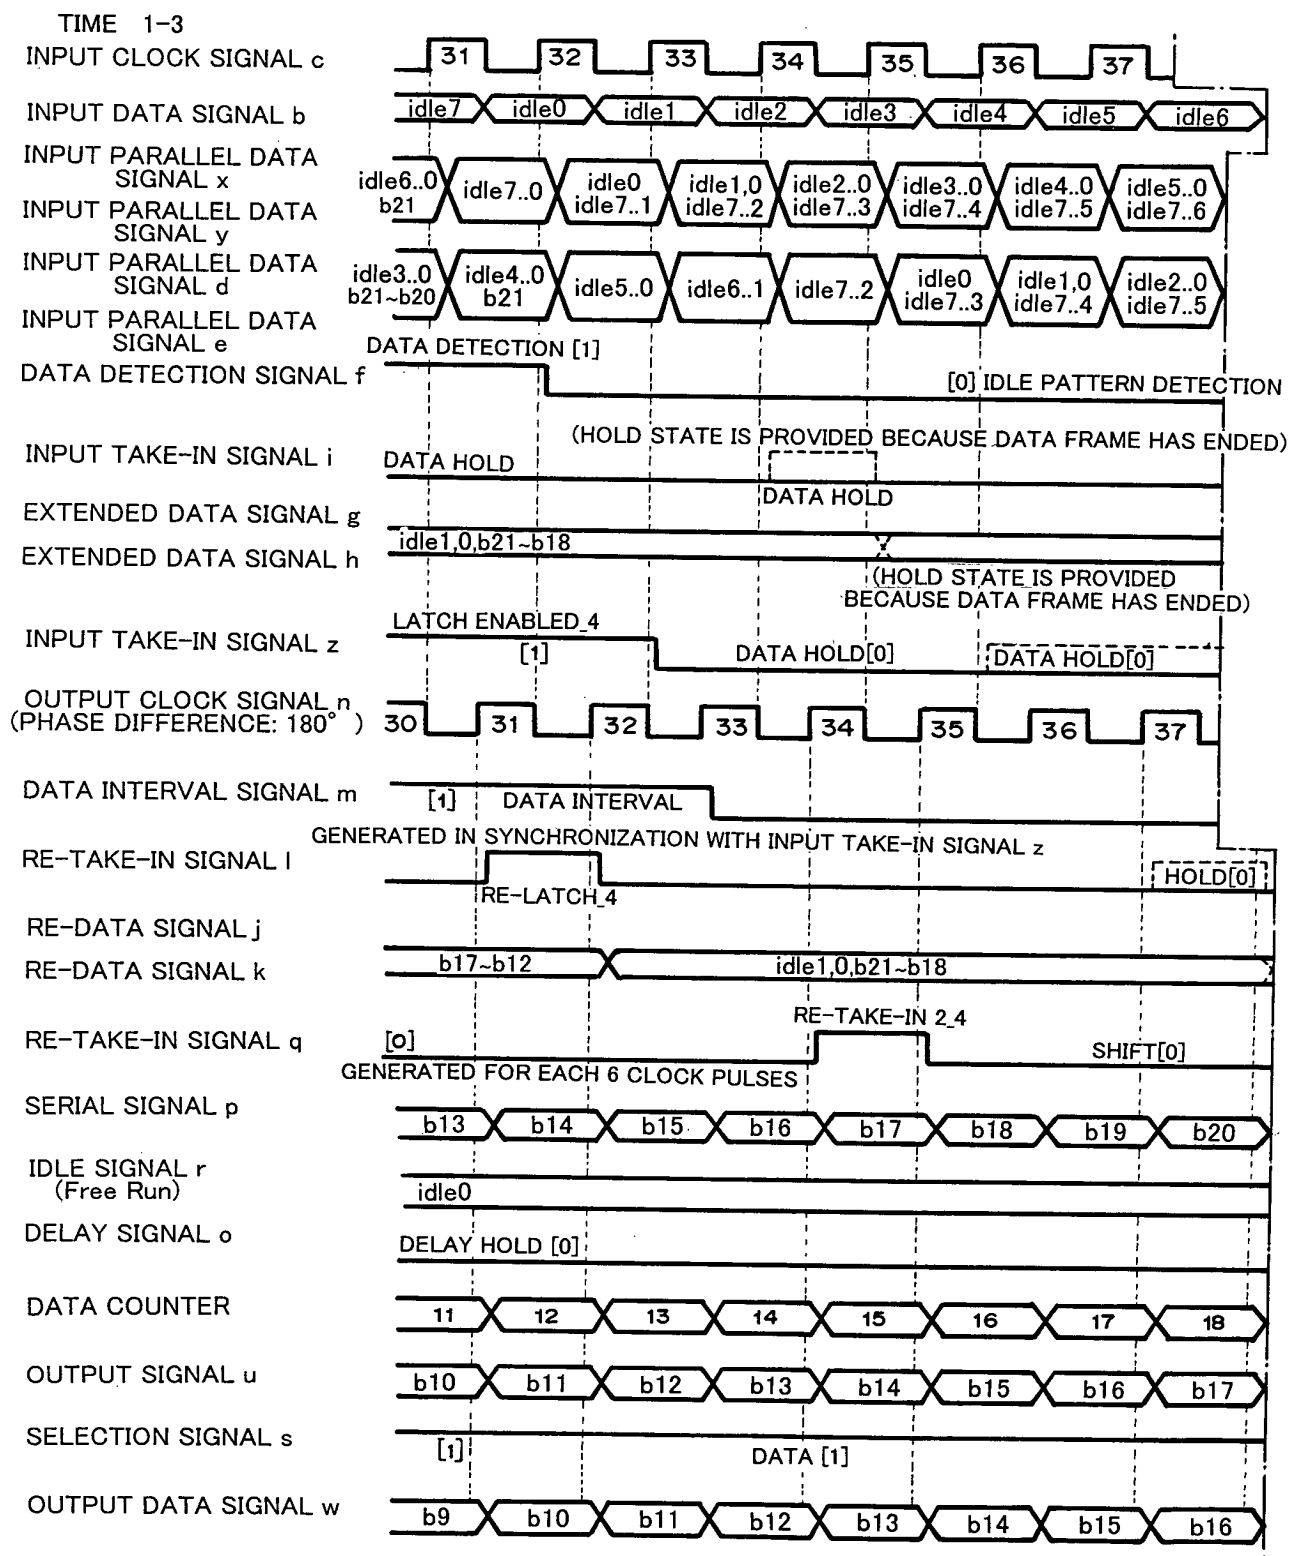 TIME 1-3
INPUT CLOCK SIGNAL c
31 32 33 34 35 36 37
INPUT DATA SIGNAL b
idle7 idle0 idle1 idle2 idle3 idle4 idle5 idle6
INPUT PARALLEL DATA
SIGNAL x
INPUT PARALLEL DATA
SIGNAL y
idle6..0 idle7..0 idle0 idle1,0 idle2..0 idle3..0 idle4..0 idle5..0
b21 idle7..1 idle7..2 idle7..3 idle7..4 idle7..5 idle7..6
INPUT PARALLEL DATA
SIGNAL d
INPUT PARALLEL DATA
SIGNAL e
idle3..0 idle4..0 idle5..0 idle6..1 idle7..2 idle0 idle1,0 idle2..0
b21~b20 b21 idle7..3 idle7..4 idle7..5
DATA DETECTION [1]
DATA DETECTION SIGNAL f
[0] IDLE PATTERN DETECTION
(HOLD STATE IS PROVIDED BECAUSE DATA FRAME HAS ENDED)
INPUT TAKE-IN SIGNAL i
DATA HOLD
DATA HOLD
EXTENDED DATA SIGNAL g
idle1,0,b21~b18
EXTENDED DATA SIGNAL h
(HOLD STATE IS PROVIDED
BECAUSE DATA FRAME HAS ENDED)
LATCH ENABLED_4
INPUT TAKE-IN SIGNAL z
[1] DATA HOLD[0] DATA HOLD[0]
OUTPUT CLOCK SIGNAL n
(PHASE DIFFERENCE: 180° )
30 31 32 33 34 35 36 37
DATA INTERVAL SIGNAL m
[1] DATA INTERVAL
GENERATED IN SYNCHRONIZATION WITH INPUT TAKE-IN SIGNAL z
RE-TAKE-IN SIGNAL l
HOLD[0]
RE-LATCH_4
RE-DATA SIGNAL j
RE-DATA SIGNAL k
b17~b12 idle1,0,b21~b18
RE-TAKE-IN 2_4
RE-TAKE-IN SIGNAL q
[0] SHIFT[0]
GENERATED FOR EACH 6 CLOCK PULSES
SERIAL SIGNAL p
b13 b14 b15 b16 b17 b18 b19 b20
IDLE SIGNAL r
(Free Run)
idle0
DELAY SIGNAL o
DELAY HOLD [0]
DATA COUNTER
11 12 13 14 15 16 17 18
OUTPUT SIGNAL u
b10 b11 b12 b13 b14 b15 b16 b17
SELECTION SIGNAL s
[1] DATA [1]
OUTPUT DATA SIGNAL w
b9 b10 b11 b12 b13 b14 b15 b16